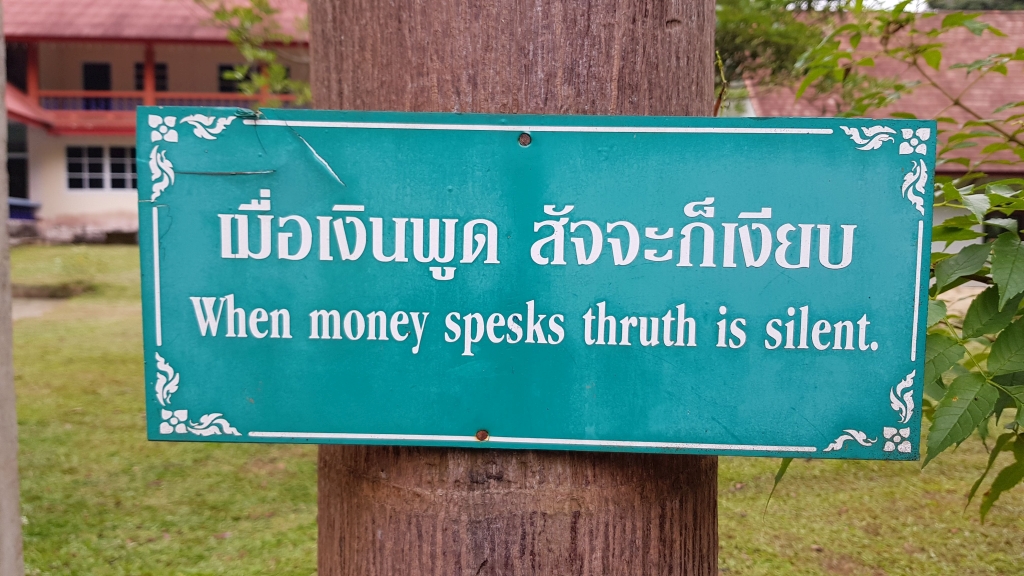 เมื่อเงินพูด สัจจะก็เงียบ
When money spesks thruth is silent.